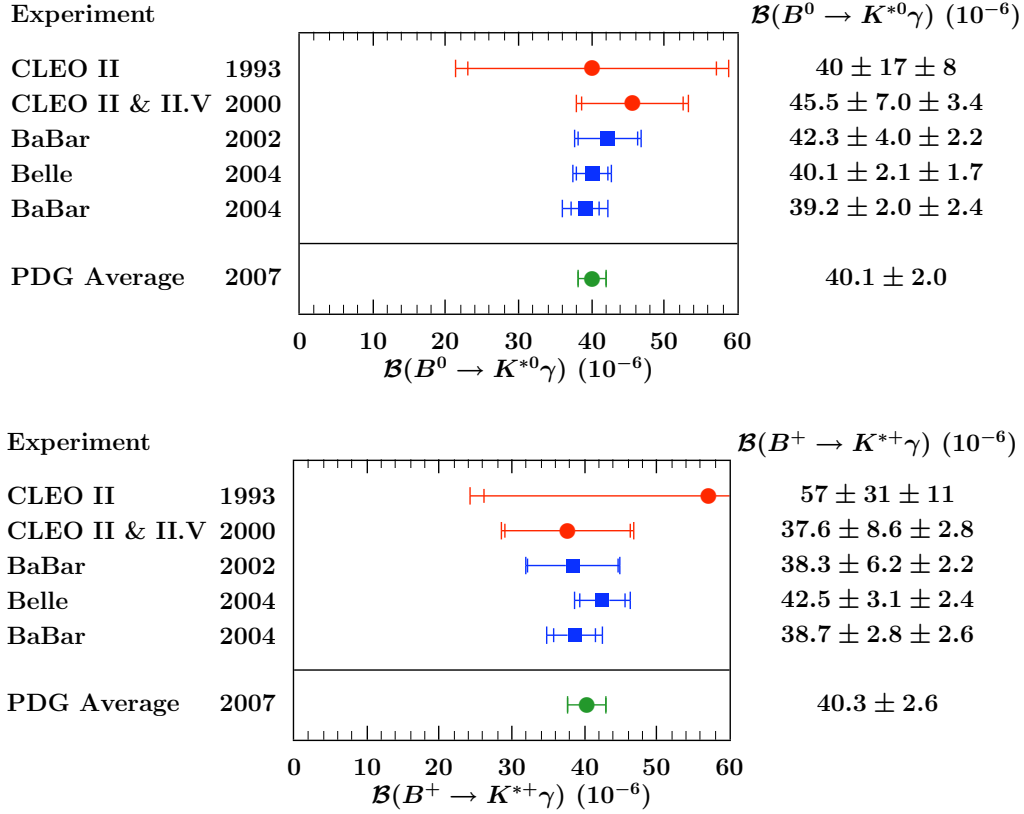 Experiment B(B⁰ → K*⁰γ) (10⁻⁶)
CLEO II 1993 40 ± 17 ± 8
CLEO II & II.V 2000 45.5 ± 7.0 ± 3.4
BaBar 2002 42.3 ± 4.0 ± 2.2
Belle 2004 40.1 ± 2.1 ± 1.7
BaBar 2004 39.2 ± 2.0 ± 2.4
PDG Average 2007 40.1 ± 2.0
0 10 20 30 40 50 60
B(B⁰ → K*⁰γ) (10⁻⁶)
Experiment B(B⁺ → K*⁺γ) (10⁻⁶)
CLEO II 1993 57 ± 31 ± 11
CLEO II & II.V 2000 37.6 ± 8.6 ± 2.8
BaBar 2002 38.3 ± 6.2 ± 2.2
Belle 2004 42.5 ± 3.1 ± 2.4
BaBar 2004 38.7 ± 2.8 ± 2.6
PDG Average 2007 40.3 ± 2.6
0 10 20 30 40 50 60
B(B⁺ → K*⁺γ) (10⁻⁶)